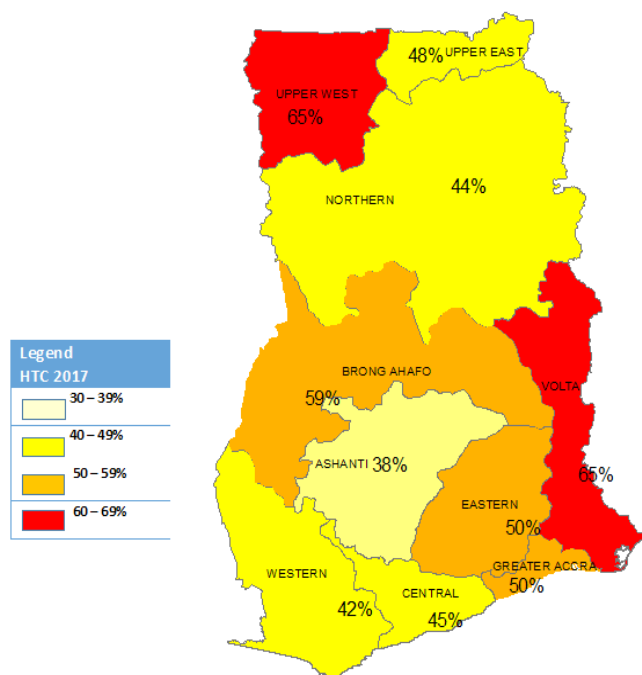 48% UPPER EAST
UPPER WEST
65%
44%
NORTHERN
Legend
HTC 2017
30 – 39%
40 – 49%
50 – 59%
60 – 69%
BRONG AHAFO
59%
VOLTA
ASHANTI 38%
65%
EASTERN
50%
GREATER ACCRA
50%
WESTERN
42%
CENTRAL
45%